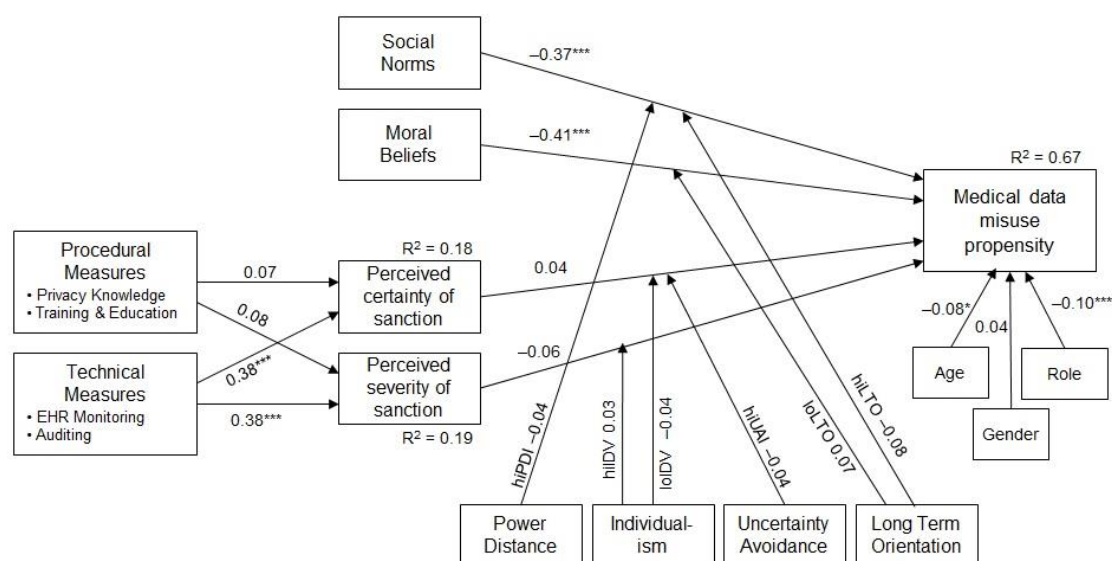 Social
Norms
–0.37***
Moral
Beliefs
–0.41***
R² = 0.67
Medical data
misuse
propensity
Procedural
Measures
• Privacy Knowledge
• Training & Education
0.07
0.08
R² = 0.18
Perceived
certainty of
sanction
0.04
Technical
Measures
• EHR Monitoring
• Auditing
0.38***
0.38***
Perceived
severity of
sanction
R² = 0.19
–0.06
–0.08*
0.04
–0.10***
Age
Role
Gender
hiPDI –0.04
hiIDV 0.03
loIDV –0.04
hiUAI –0.04
loLTO 0.07
hiLTO –0.08
Power
Distance
Individual-
ism
Uncertainty
Avoidance
Long Term
Orientation